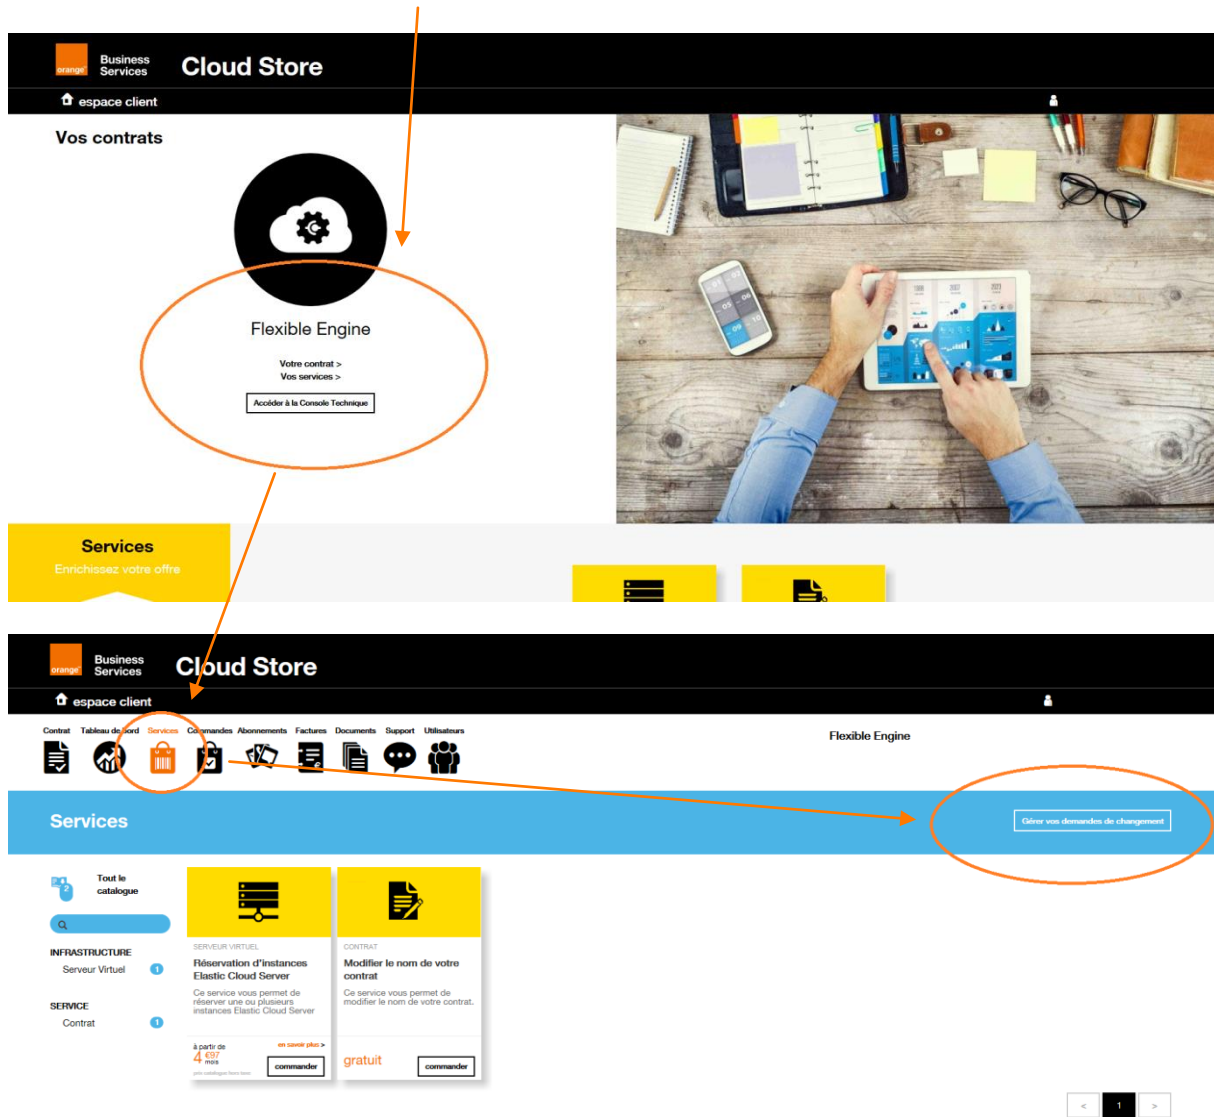 orange
Business
Services
Cloud Store
espace client
Vos contrats
Flexible Engine
Votre contrat >
Vos services >
Accéder à la Console Technique
Services
Enrichissez votre offre
orange
Business
Services
Cloud Store
espace client
Contrat Tableau de bord Services Commandes Abonnements Factures Documents Support Utilisateurs
Flexible Engine
Services
Gérer vos demandes de changement
Tout le
catalogue
INFRASTRUCTURE
Serveur Virtuel 1
SERVICE
Contrat 1
SERVEUR VIRTUEL
Réservation d'instances
Elastic Cloud Server
Ce service vous permet de
réserver une ou plusieurs
instances Elastic Cloud Server
à partir de
4 €97
mois
prix catalogue hors taxe
en savoir plus >
commander
CONTRAT
Modifier le nom de votre
contrat
Ce service vous permet de
modifier le nom de votre contrat.
gratuit
commander
< 1 >